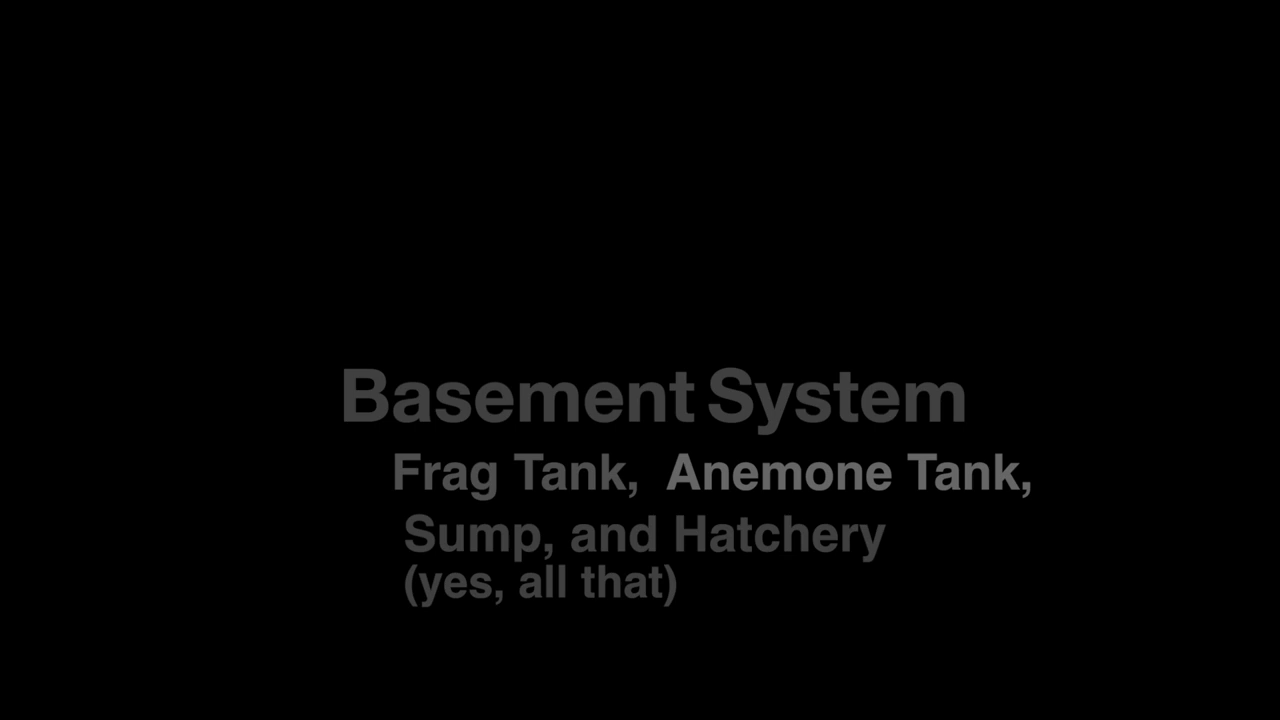 Basement System
Frag Tank, Anemone Tank,
Sump, and Hatchery
(yes, all that)